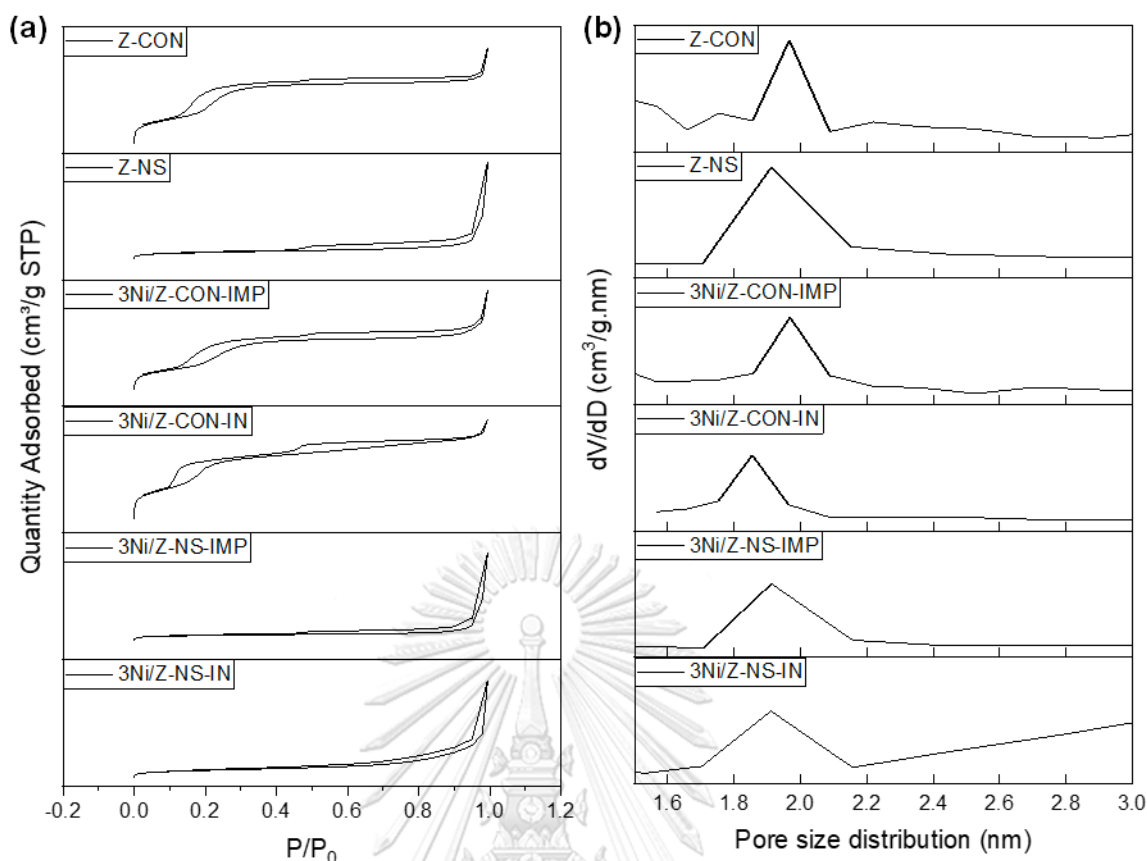 (a)
Z-CON
Z-NS
3Ni/Z-CON-IMP
3Ni/Z-CON-IN
3Ni/Z-NS-IMP
3Ni/Z-NS-IN
Quantity Adsorbed (cm³/g STP)
-0.2 0.0 0.2 0.4 0.6 0.8 1.0 1.2
P/P₀
(b)
Z-CON
Z-NS
3Ni/Z-CON-IMP
3Ni/Z-CON-IN
3Ni/Z-NS-IMP
3Ni/Z-NS-IN
dV/dD (cm³/g.nm)
1.6 1.8 2.0 2.2 2.4 2.6 2.8 3.0
Pore size distribution (nm)